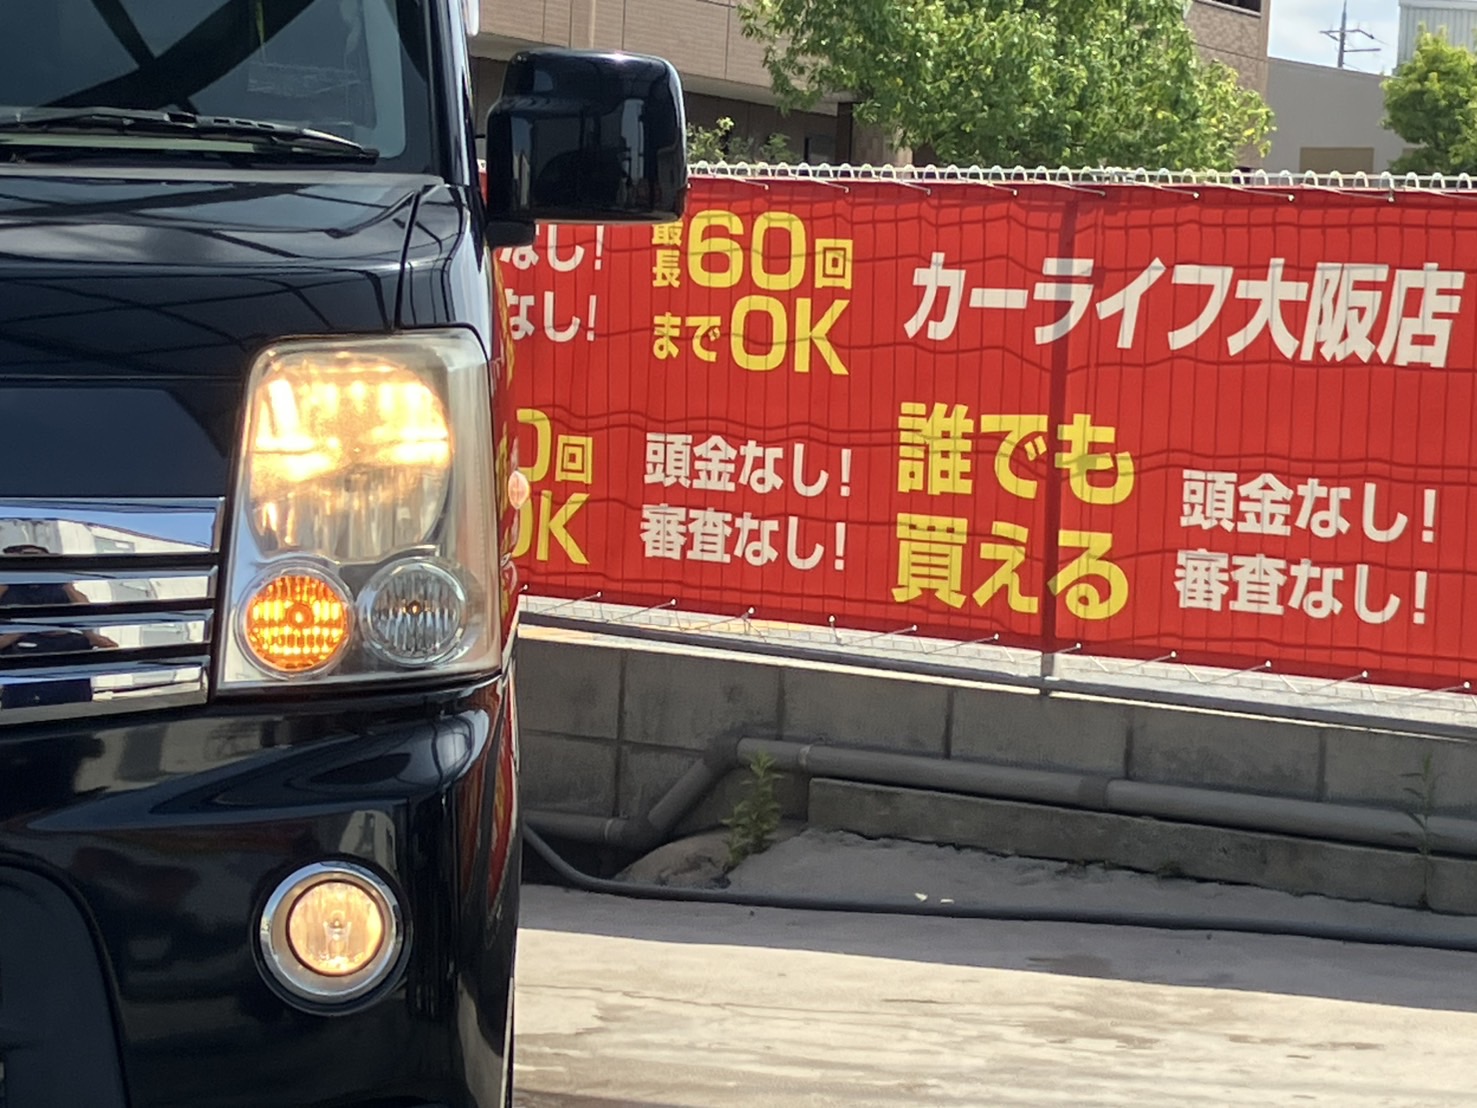 なし!
なし!
最長60回
までOK
カーライフ大阪店
0回
OK
頭金なし!
審査なし!
誰でも
買える
頭金なし!
審査なし!